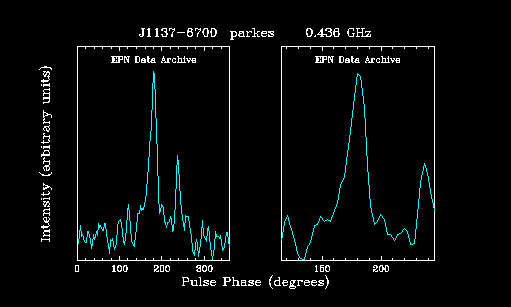 J1137-6700 parkes 0.436 GHz
EPN Data Archive EPN Data Archive
Intensity (arbitrary units)
0 100 200 300 160 200
Pulse Phase (degrees)